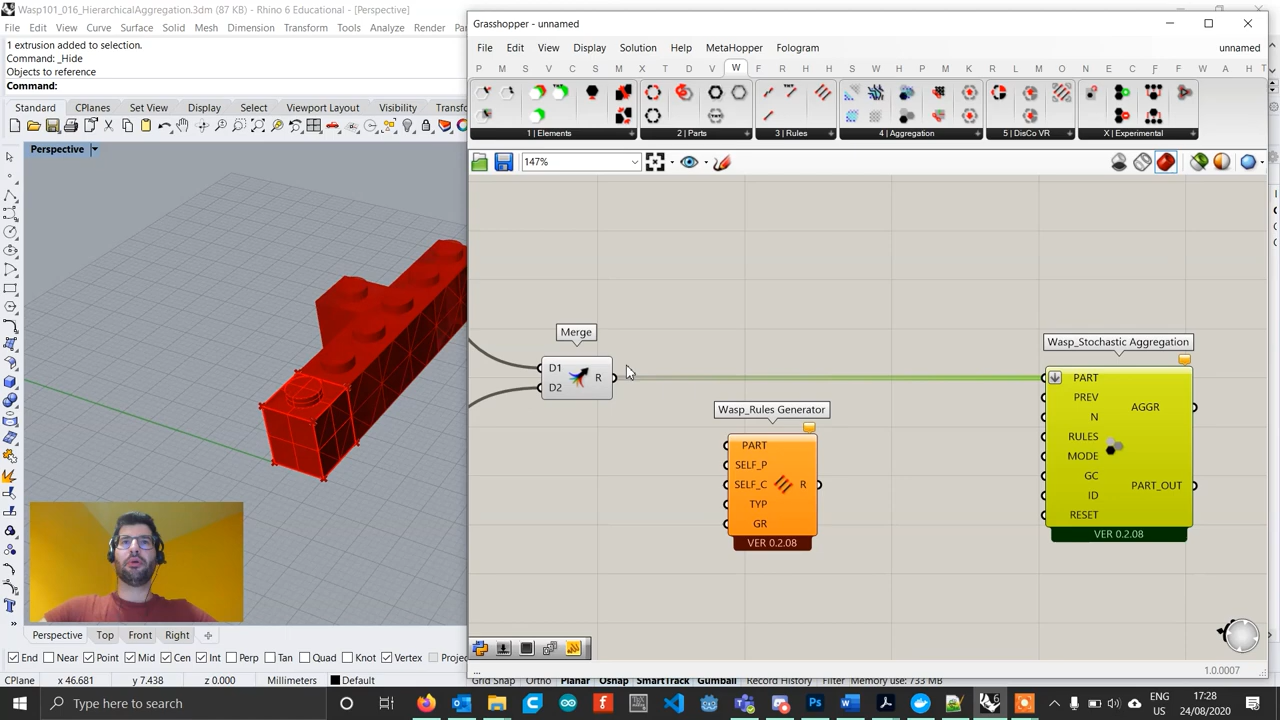 Wasp101_016_HierarchicalAggregation.3dm (87 KB) - Rhino 6 Educational - [Perspective]
File Edit View Curve Surface Solid Mesh Dimension Transform Tools Analyze Render
1 extrusion added to selection.
Command: _Hide
Objects to reference
Command:
Standard CPlanes Set View Display Select Viewport Layout Visibility Transf
Perspective
Grasshopper - unnamed
File Edit View Display Solution Help MetaHopper Fologram unnamed
P M S V C S M A P I T D V W F R H H F B E L R L M O F E D C E F R T W A H
1 | Elements 2 | Parts 3 | Rules 4 | Aggregation 5 | DisCo VR X | Experimental
147%
Merge
D1
D2
R
Wasp_Rules Generator
PART
SELF_P
SELF_C
TYP
GR
R
VER 0.2.08
Wasp_Stochastic Aggregation
PART
PREV
N
RULES
MODE
GC
ID
RESET
AGGR
PART_OUT
VER 0.2.08
...
1.0.0007
Perspective Top Front Right
End Near Point Mid Cen Int Perp Tan Quad Knot Vertex Projec
CPlane x 46.681 y 7.438 z 0.000 Millimeters Default Grid Snap Ortho Planar Osnap SmartTrack Gumball Record History Filter Memory use: 733 MB
Type here to search
ENG
US
17:28
24/08/2020